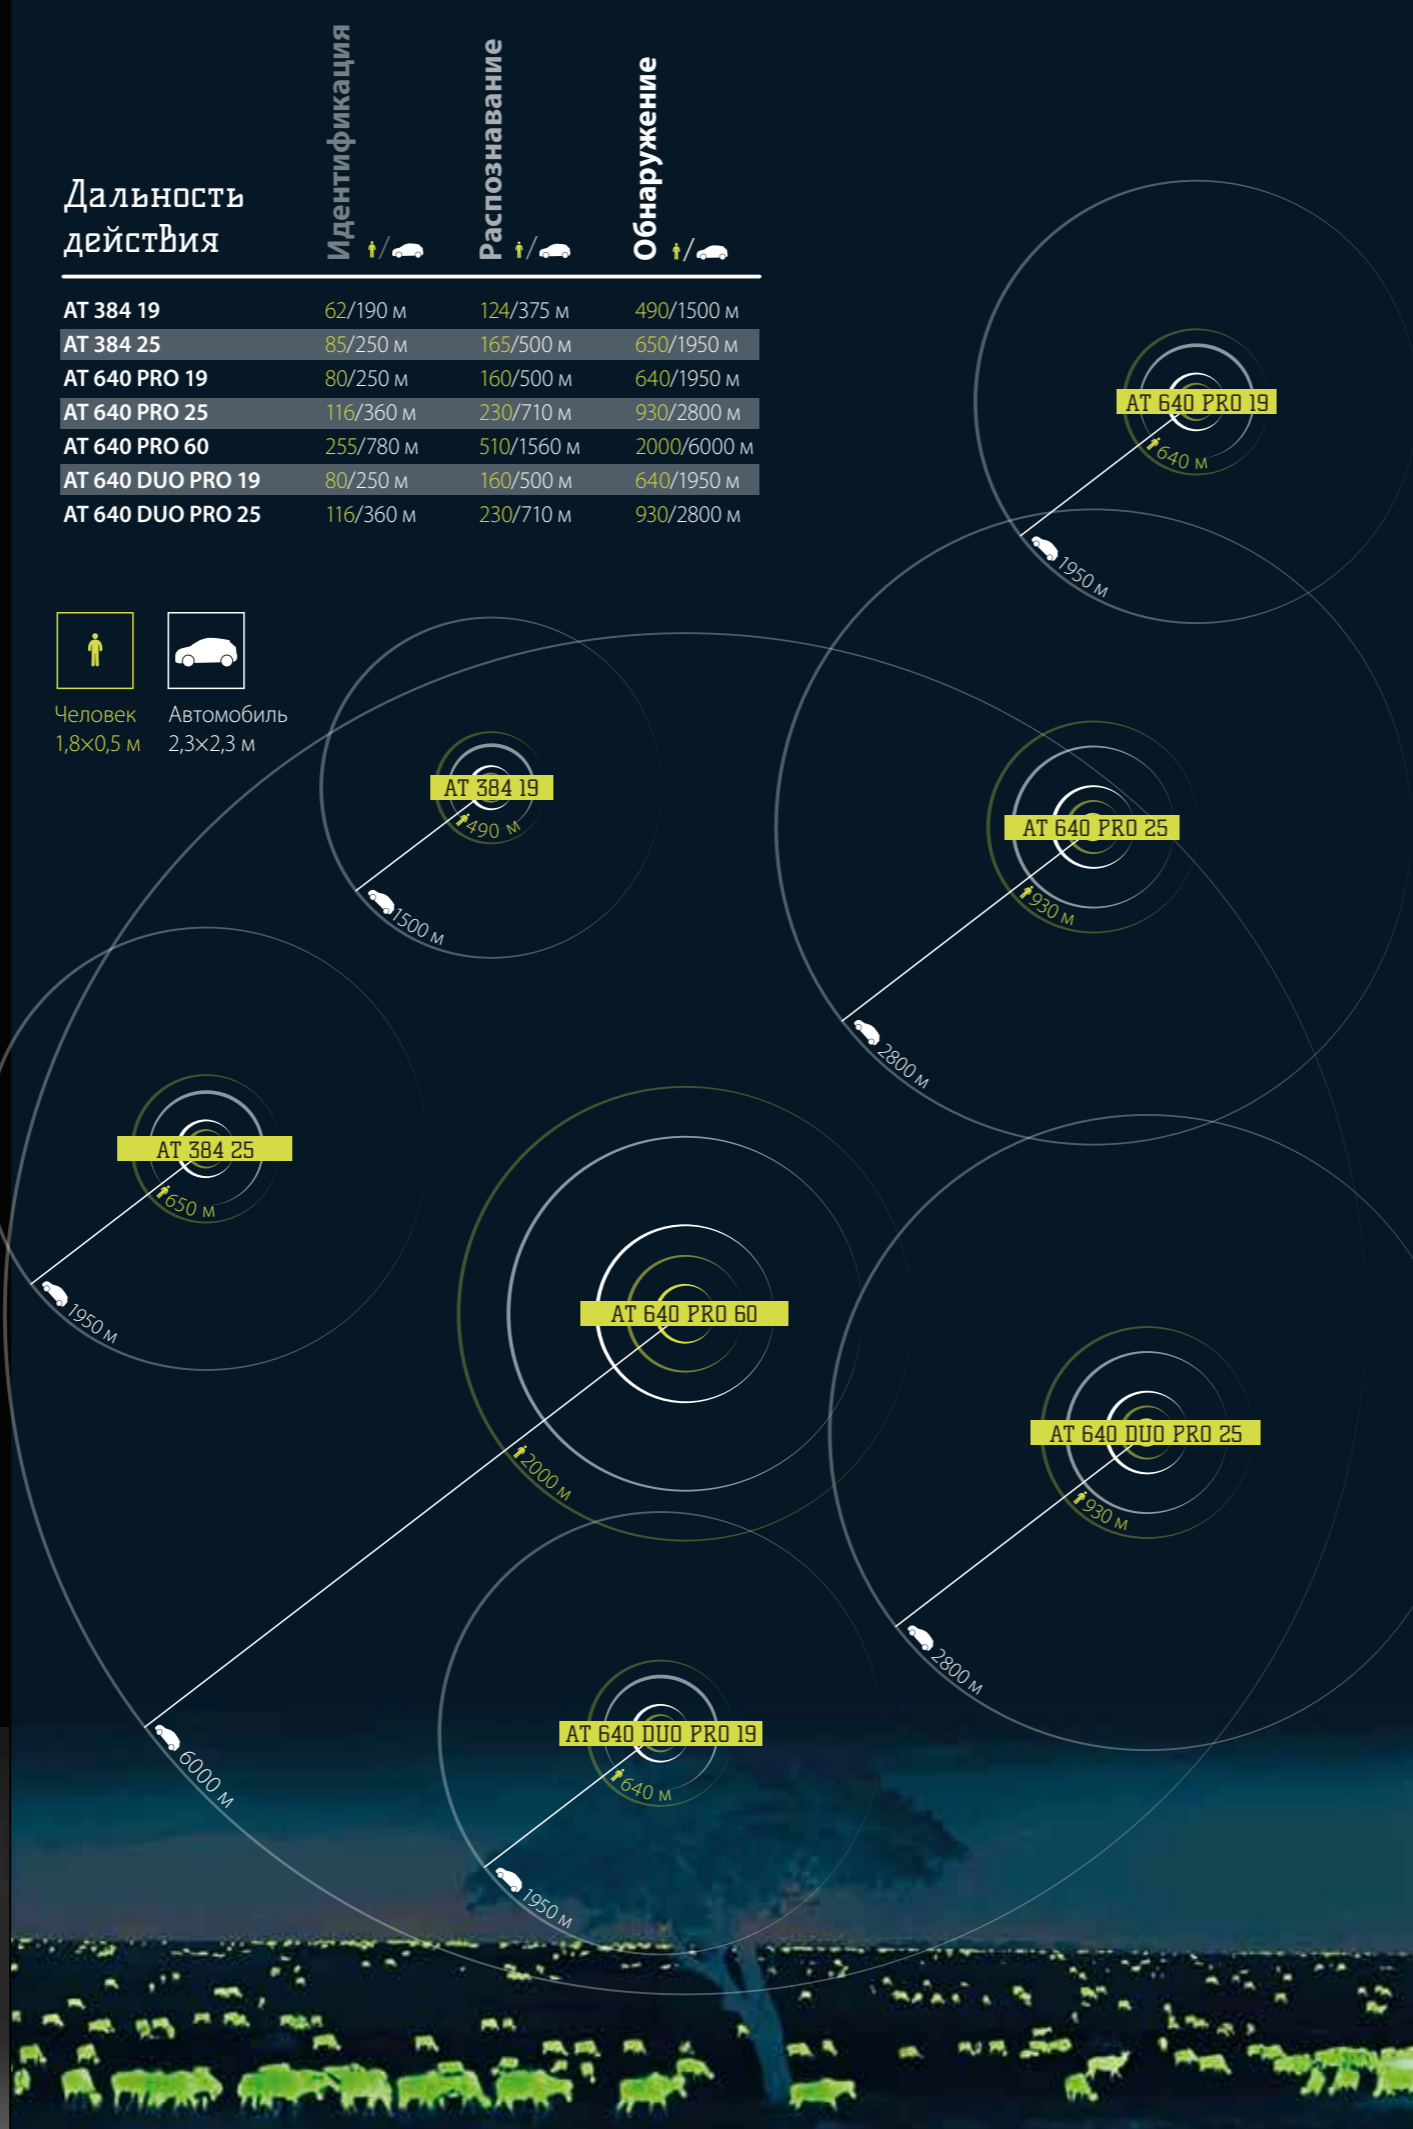 Идентификация
Распознавание
Обнаружение
Дальность
действия
/
/
/
AT 384 19 62/190 м 124/375 м 490/1500 м
AT 384 25 85/250 м 165/500 м 650/1950 м
AT 640 PRO 19 80/250 м 160/500 м 640/1950 м
AT 640 PRO 25 116/360 м 230/710 м 930/2800 м
AT 640 PRO 60 255/780 м 510/1560 м 2000/6000 м
AT 640 DUO PRO 19 80/250 м 160/500 м 640/1950 м
AT 640 DUO PRO 25 116/360 м 230/710 м 930/2800 м
Человек
1,8×0,5 м
Автомобиль
2,3×2,3 м
AT 640 PRO 19
640 м
1950 м
AT 384 19
490 м
1500 м
AT 640 PRO 25
930 м
2800 м
AT 384 25
650 м
1950 м
AT 640 PRO 60
2000 м
6000 м
AT 640 DUO PRO 25
930 м
2800 м
AT 640 DUO PRO 19
640 м
1950 м